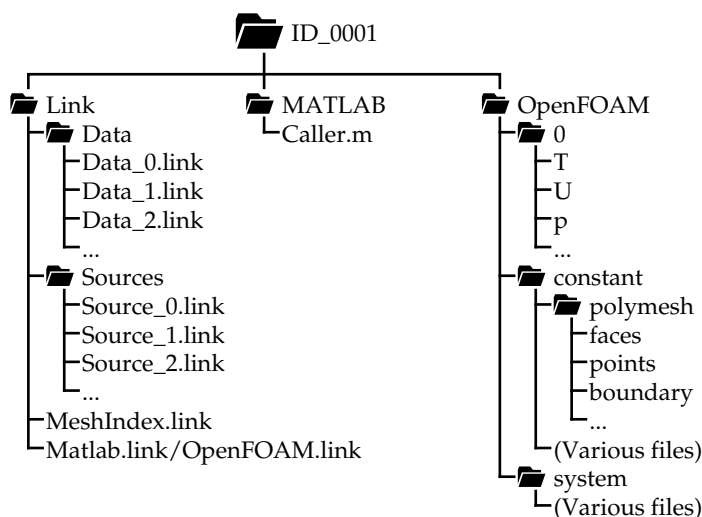 ID_0001
Link
Data
Data_0.link
Data_1.link
Data_2.link
...
Sources
Source_0.link
Source_1.link
Source_2.link
...
MeshIndex.link
Matlab.link/OpenFOAM.link
MATLAB
Caller.m
OpenFOAM
0
T
U
p
...
constant
polymesh
faces
points
boundary
...
(Various files)
system
(Various files)